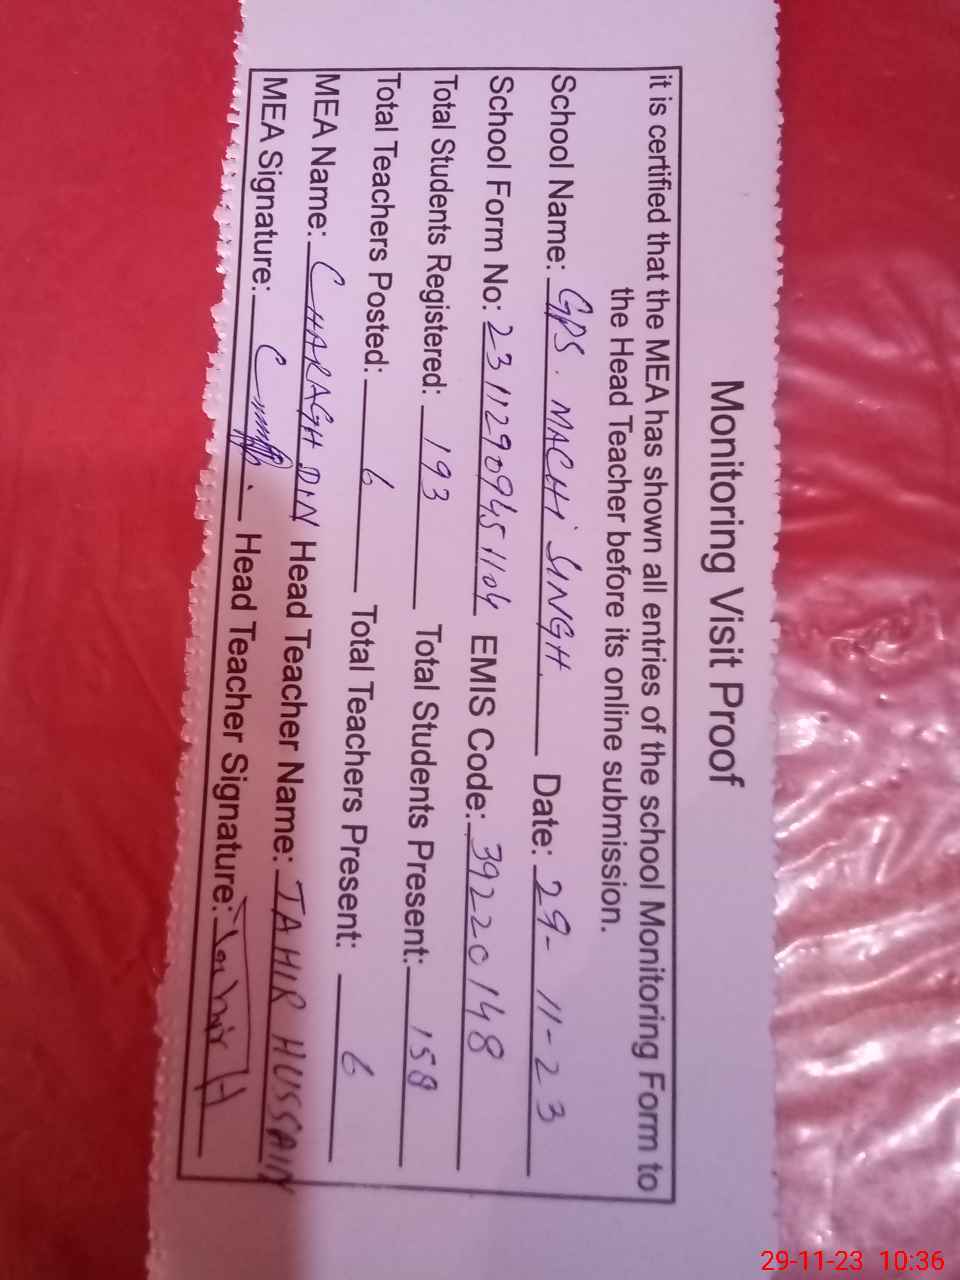 Monitoring Visit Proof
it is certified that the MEA has shown all entries of the school Monitoring Form to
the Head Teacher before its online submission.
School Name: GPS. MACHI SINGH. Date: 29-11-23
School Form No: 23112909451104 EMIS Code: 39220148
Total Students Registered: 193 Total Students Present: 158
Total Teachers Posted: 6 Total Teachers Present: 6
MEA Name: CHARAGH DIN Head Teacher Name: TAHIR HUSSAIN
MEA Signature: Head Teacher Signature: Tahir H
29-11-23 10:36